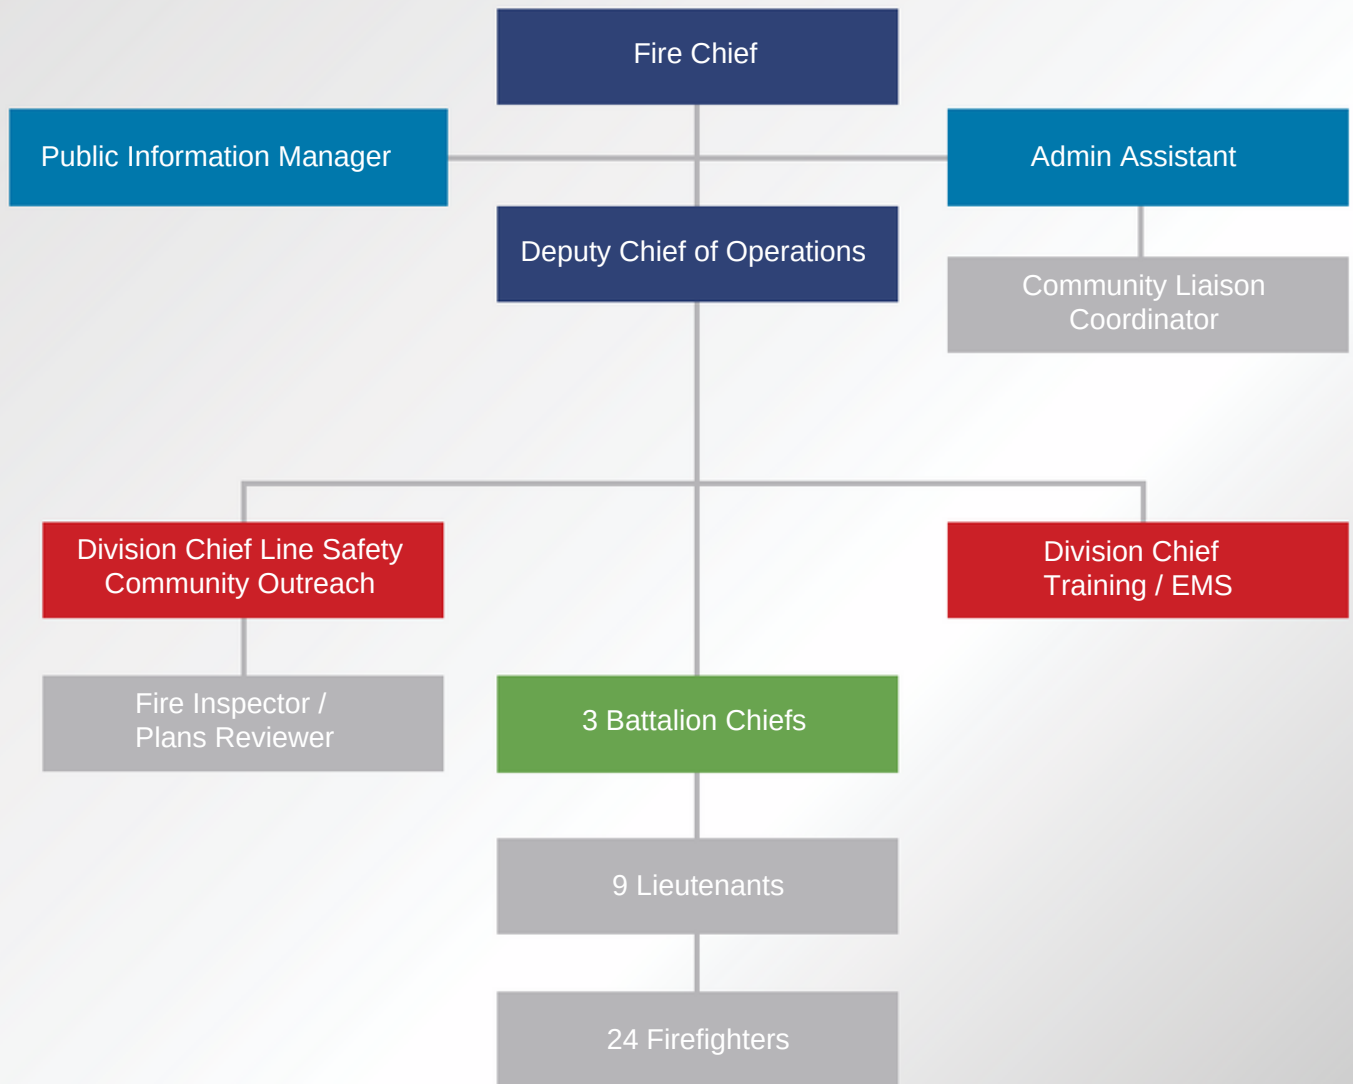 Fire Chief
Public Information Manager
Admin Assistant
Deputy Chief of Operations
Community Liaison
Coordinator
Division Chief Line Safety
Community Outreach
Division Chief
Training / EMS
Fire Inspector /
Plans Reviewer
3 Battalion Chiefs
9 Lieutenants
24 Firefighters